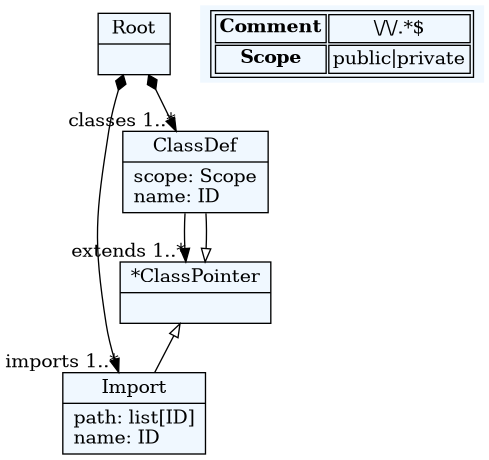 Root
Comment \/\/.*$
Scope public|private
classes 1..*
ClassDef
scope: Scope
name: ID
extends 1..*
*ClassPointer
imports 1..*
Import
path: list[ID]
name: ID